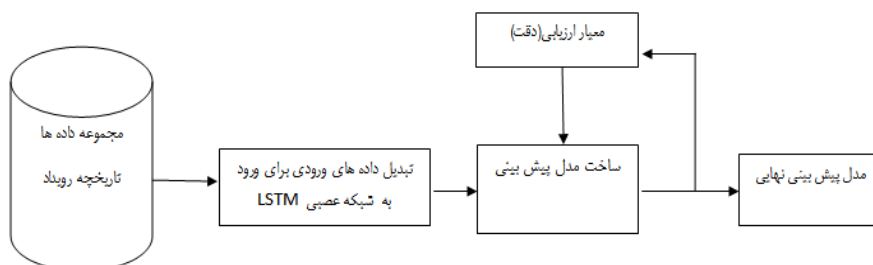 معیار ارزیابی(دقت)
مجموعه داده ها
تاریخچه رویداد
تبدیل داده های ورودی برای ورود
به شبکه عصبی LSTM
ساخت مدل پیش بینی
مدل پیش بینی نهایی